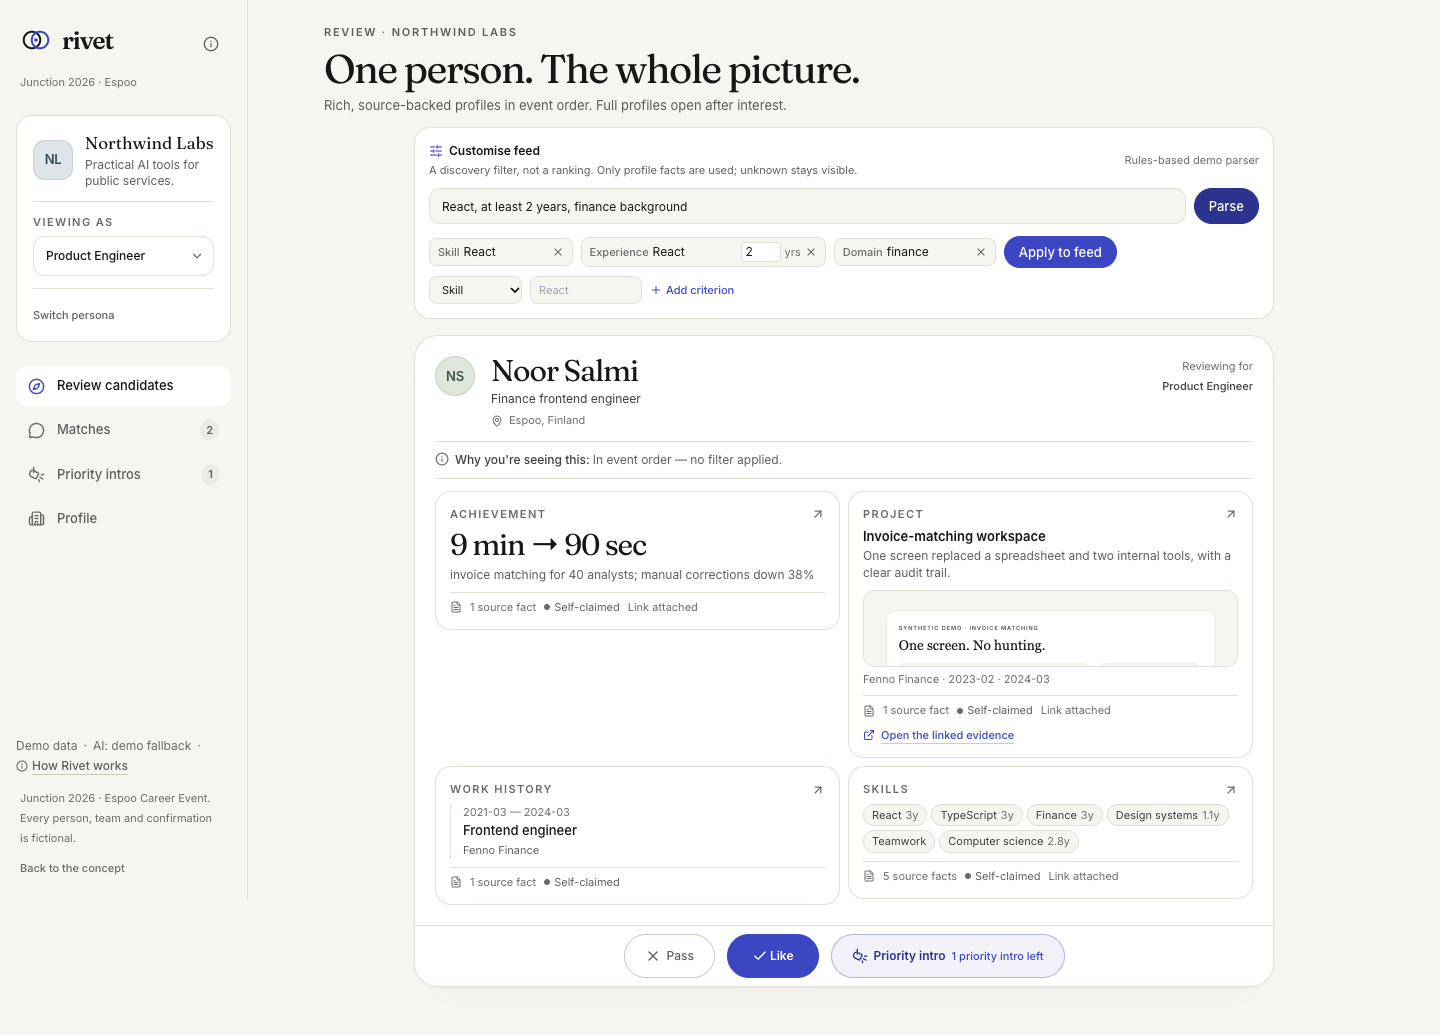 rivet
Junction 2026 · Espoo
NL
Northwind Labs
Practical AI tools for
public services.
VIEWING AS
Product Engineer
Switch persona
Review candidates
Matches 2
Priority intros 1
Profile
Demo data · AI: demo fallback ·
How Rivet works
Junction 2026 · Espoo Career Event.
Every person, team and confirmation
is fictional.
Back to the concept
REVIEW · NORTHWIND LABS
One person. The whole picture.
Rich, source-backed profiles in event order. Full profiles open after interest.
Customise feed
A discovery filter, not a ranking. Only profile facts are used; unknown stays visible.
Rules-based demo parser
React, at least 2 years, finance background
Parse
Skill React
Experience React 2 yrs
Domain finance
Apply to feed
Skill
React
+ Add criterion
NS
Noor Salmi
Finance frontend engineer
Espoo, Finland
Reviewing for
Product Engineer
Why you're seeing this: In event order — no filter applied.
ACHIEVEMENT
9 min → 90 sec
invoice matching for 40 analysts; manual corrections down 38%
1 source fact • Self-claimed Link attached
PROJECT
Invoice-matching workspace
One screen replaced a spreadsheet and two internal tools, with a
clear audit trail.
SYNTHETIC DEMO · INVOICE MATCHING
One screen. No hunting.
Fenno Finance · 2023-02 · 2024-03
1 source fact • Self-claimed Link attached
Open the linked evidence
WORK HISTORY
2021-03 — 2024-03
Frontend engineer
Fenno Finance
1 source fact • Self-claimed
SKILLS
React 3y TypeScript 3y Finance 3y Design systems 1.1y
Teamwork Computer science 2.8y
5 source facts • Self-claimed Link attached
Pass
Like
Priority intro 1 priority intro left